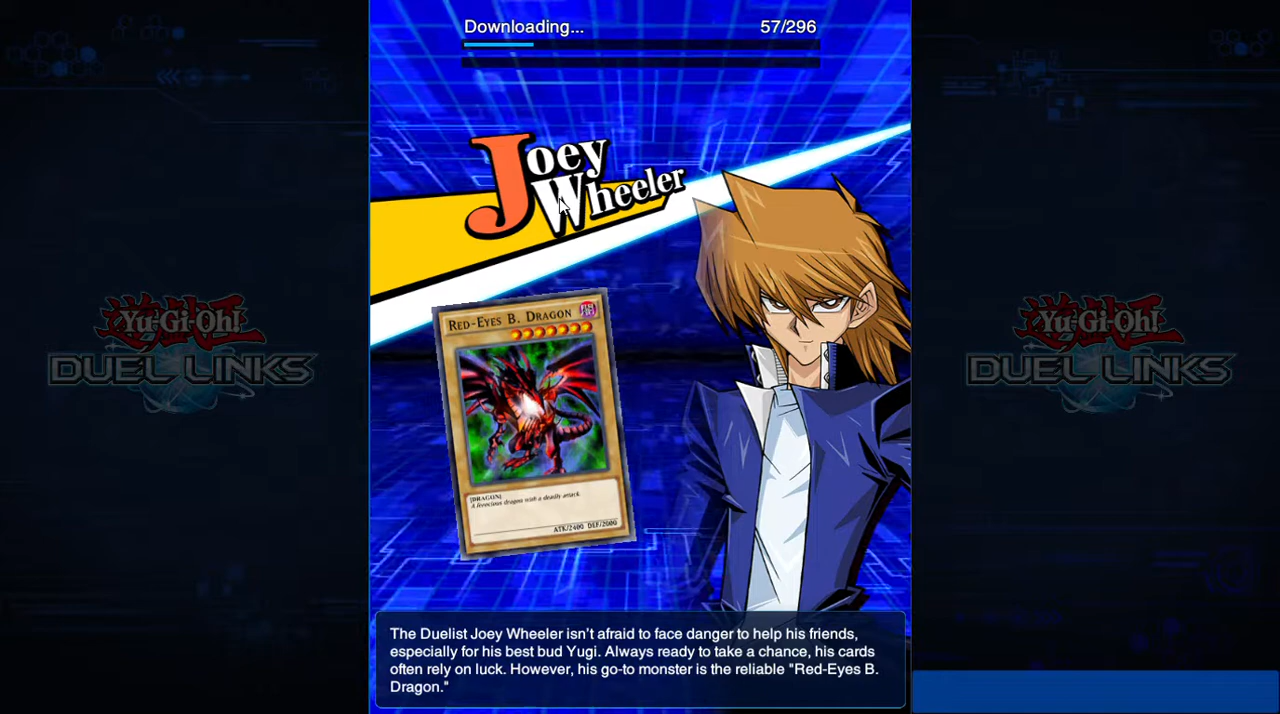 Downloading... 57/296
Joey
Wheeler
RED-EYES B. DRAGON
[DRAGON]
A ferocious dragon with a deadly attack.
ATK/2400 DEF/2000
Yu-Gi-Oh!
DUEL LINKS
Yu-Gi-Oh!
DUEL LINKS
The Duelist Joey Wheeler isn't afraid to face danger to help his friends,
especially for his best bud Yugi. Always ready to take a chance, his cards
often rely on luck. However, his go-to monster is the reliable "Red-Eyes B.
Dragon."